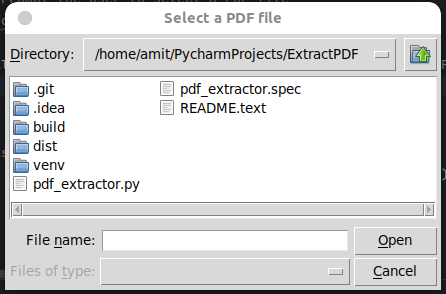 Select a PDF file
Directory: /home/amit/PycharmProjects/ExtractPDF
.git
.idea
build
dist
venv
pdf_extractor.py
pdf_extractor.spec
README.text
File name:
Open
Files of type:
Cancel